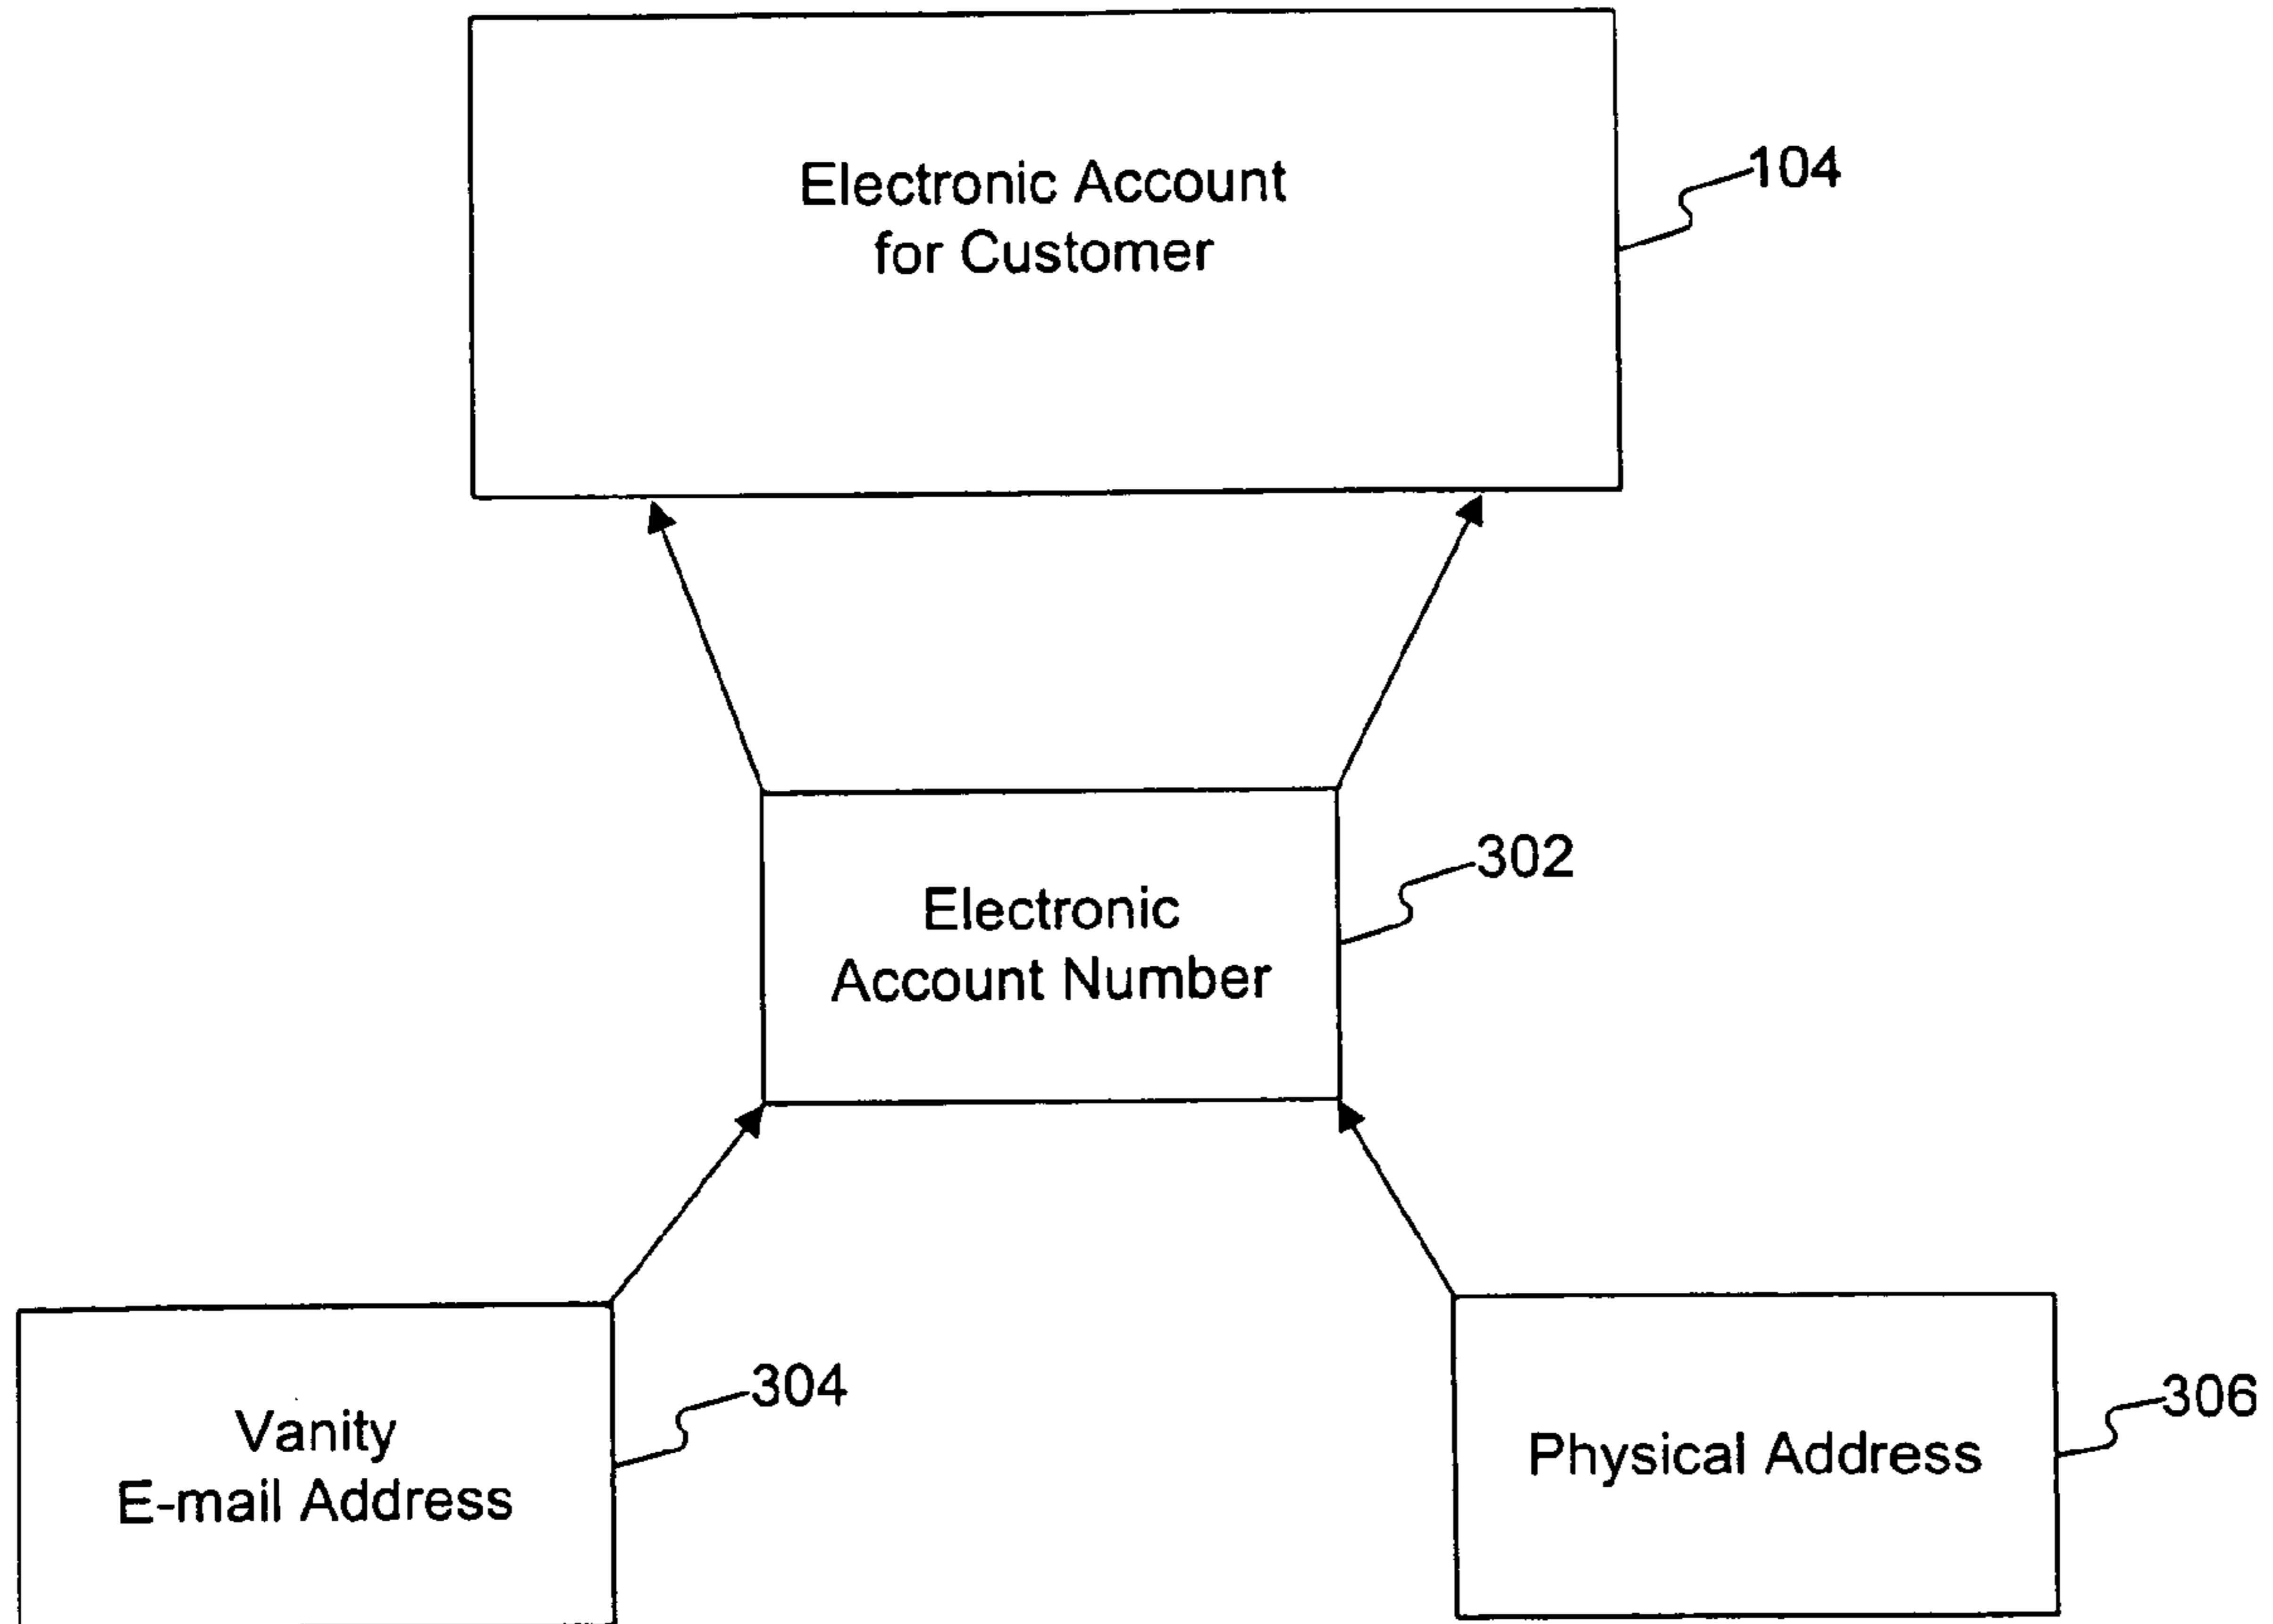 Electronic Account
for Customer
104
Electronic
Account Number
302
Vanity
E-mail Address
304
Physical Address
306